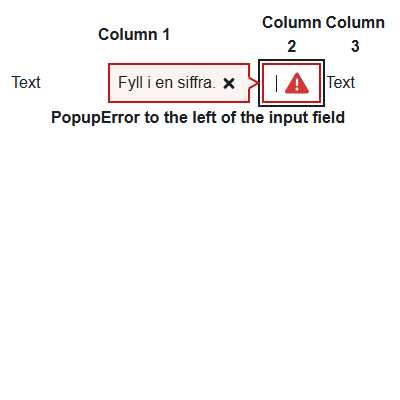 Column 1
Column 2
Column 3
Text
Fyll i en siffra.
Text
PopupError to the left of the input field